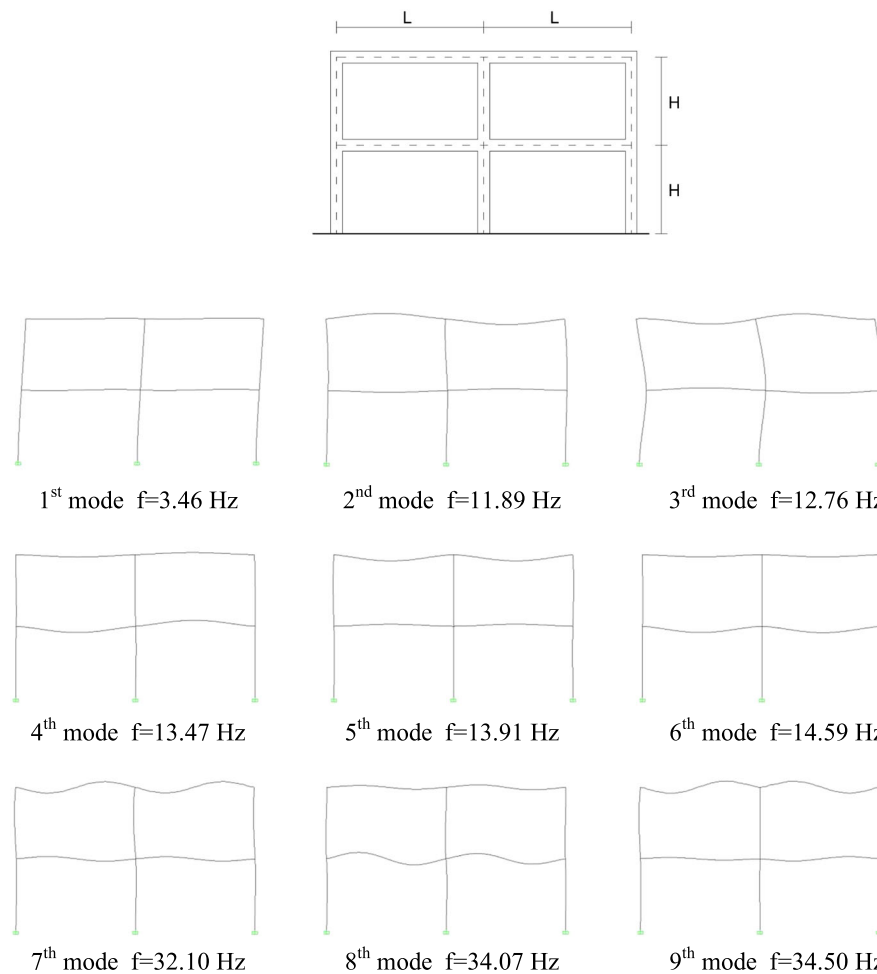 L L
H
H
1st mode f=3.46 Hz
2nd mode f=11.89 Hz
3rd mode f=12.76 Hz
4th mode f=13.47 Hz
5th mode f=13.91 Hz
6th mode f=14.59 Hz
7th mode f=32.10 Hz
8th mode f=34.07 Hz
9th mode f=34.50 Hz